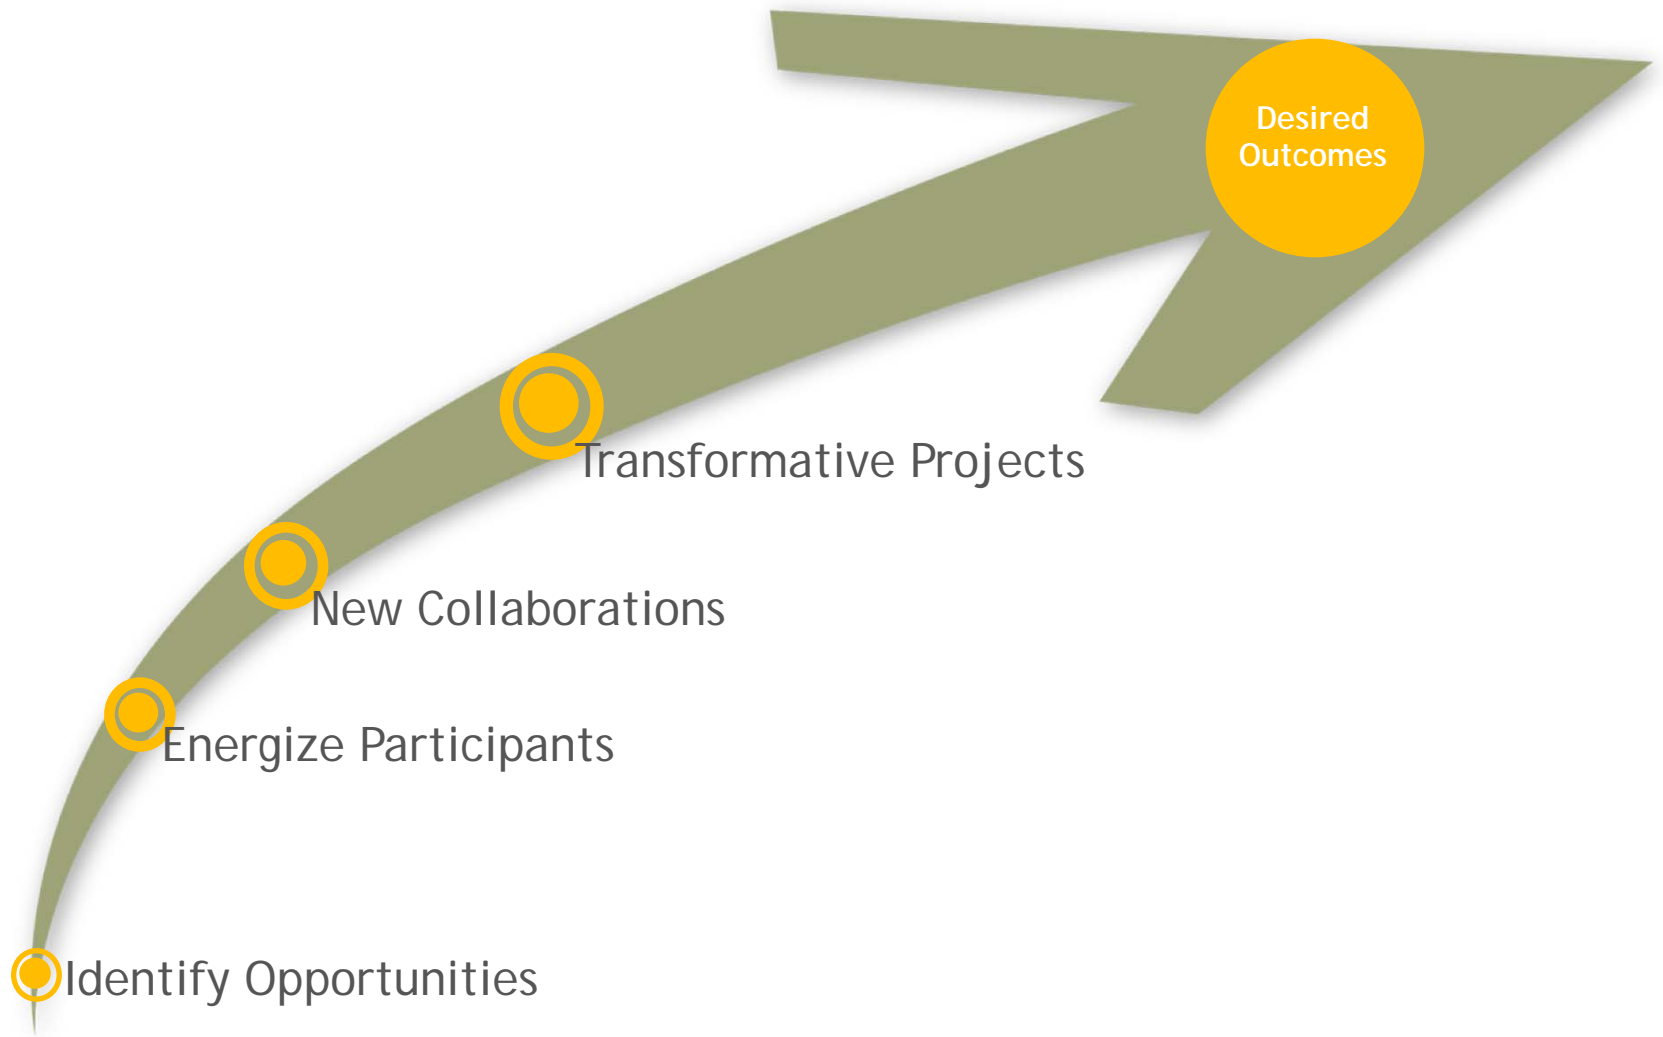 Desired
Outcomes
Transformative Projects
New Collaborations
Energize Participants
Identify Opportunities